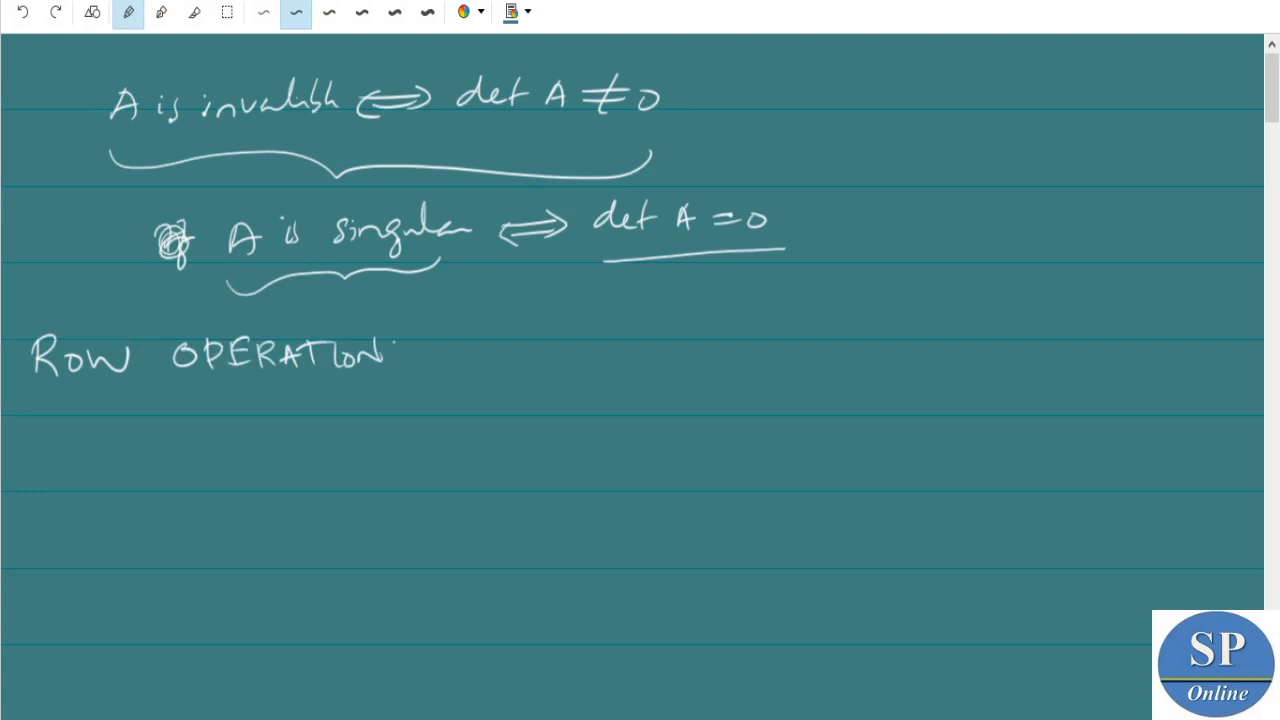 A is invertible ⟺ det A ≠ 0
A is singular ⟺ det A = 0
ROW OPERATION
SP
Online